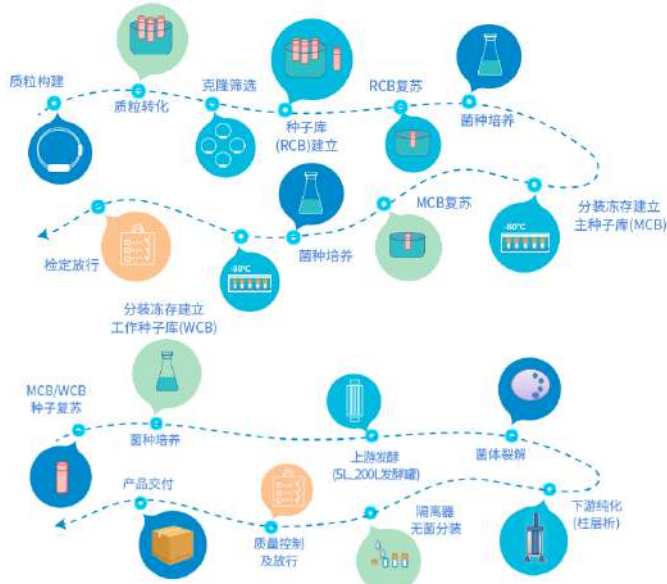 质粒构建
质粒转化
克隆筛选
种子库
(RCB)建立
RCB复苏
菌种培养
分装冻存建立
主种子库(MCB)
-80℃
MCB复苏
菌种培养
-80℃
分装冻存建立
工作种子库(WCB)
检定放行
MCB/WCB
种子复苏
菌种培养
上游发酵
(5L、200L发酵罐)
菌体裂解
下游纯化
(柱层析)
隔离器
无菌分装
质量控制
及放行
产品交付